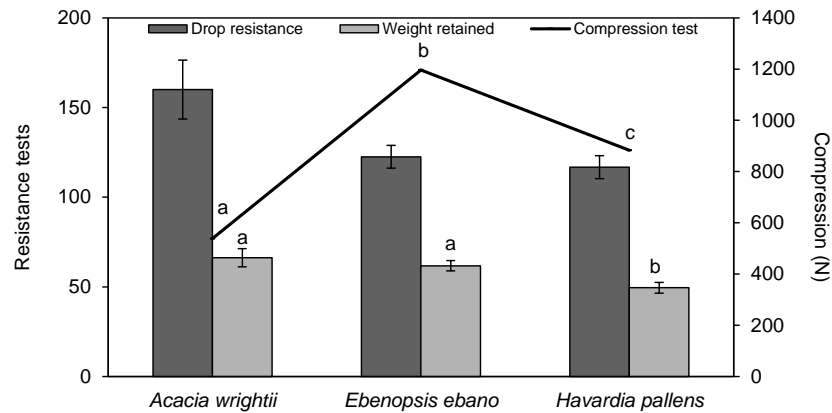 Drop resistance Weight retained Compression test
200
150
100
50
0
Resistance tests
1400
1200
1000
800
600
400
200
0
Compression (N)
a
b
c
a
a
b
Acacia wrightii Ebenopsis ebano Havardia pallens